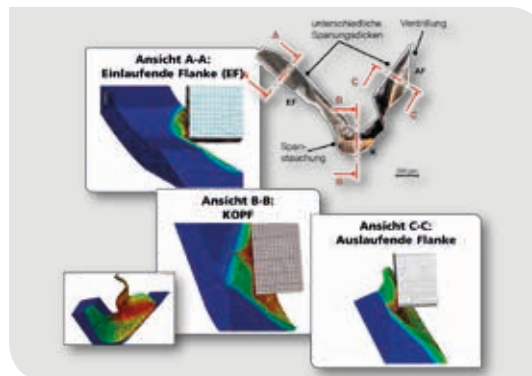 unterschiedliche
Spanungsdicken
Verdrillung
A
C
AF
EF
B
C
Span-
stauchung
B
Ansicht A-A:
Einlaufende Flanke (EF)
Ansicht B-B:
KOPF
Ansicht C-C:
Auslaufende Flanke